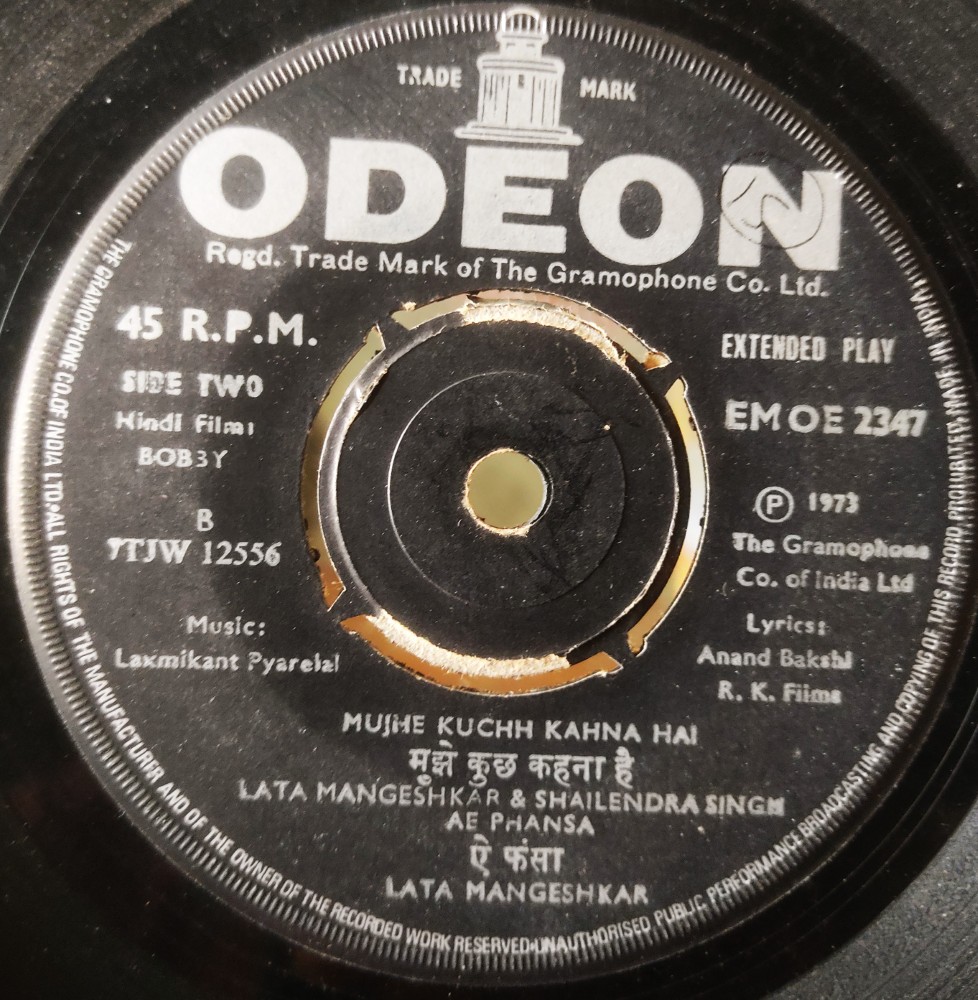 TRADE MARK
ODEON
Regd. Trade Mark of The Gramophone Co. Ltd.
45 R.P.M.
SIDE TWO
Hindi Film:
BOBBY
B
7TJW 12556
Music:
Laxmikant Pyarelal
EXTENDED PLAY
EMOE 2347
Ⓟ 1973
The Gramophone
Co. of India Ltd
Lyrics:
Anand Bakshi
R. K. Films
MUJHE KUCHH KAHNA HAI
मुझे कुछ कहना है
LATA MANGESHKAR & SHAILENDRA SINGH
AE PHANSA
ऐ फंसा
LATA MANGESHKAR
THE GRAMOPHONE CO. OF INDIA LTD. ALL RIGHTS OF THE MANUFACTURER AND OF THE OWNER OF THE RECORDED WORK RESERVED·UNAUTHORISED PUBLIC PERFORMANCE BROADCASTING AND COPYING OF THIS RECORD PROHIBITED MADE IN INDIA